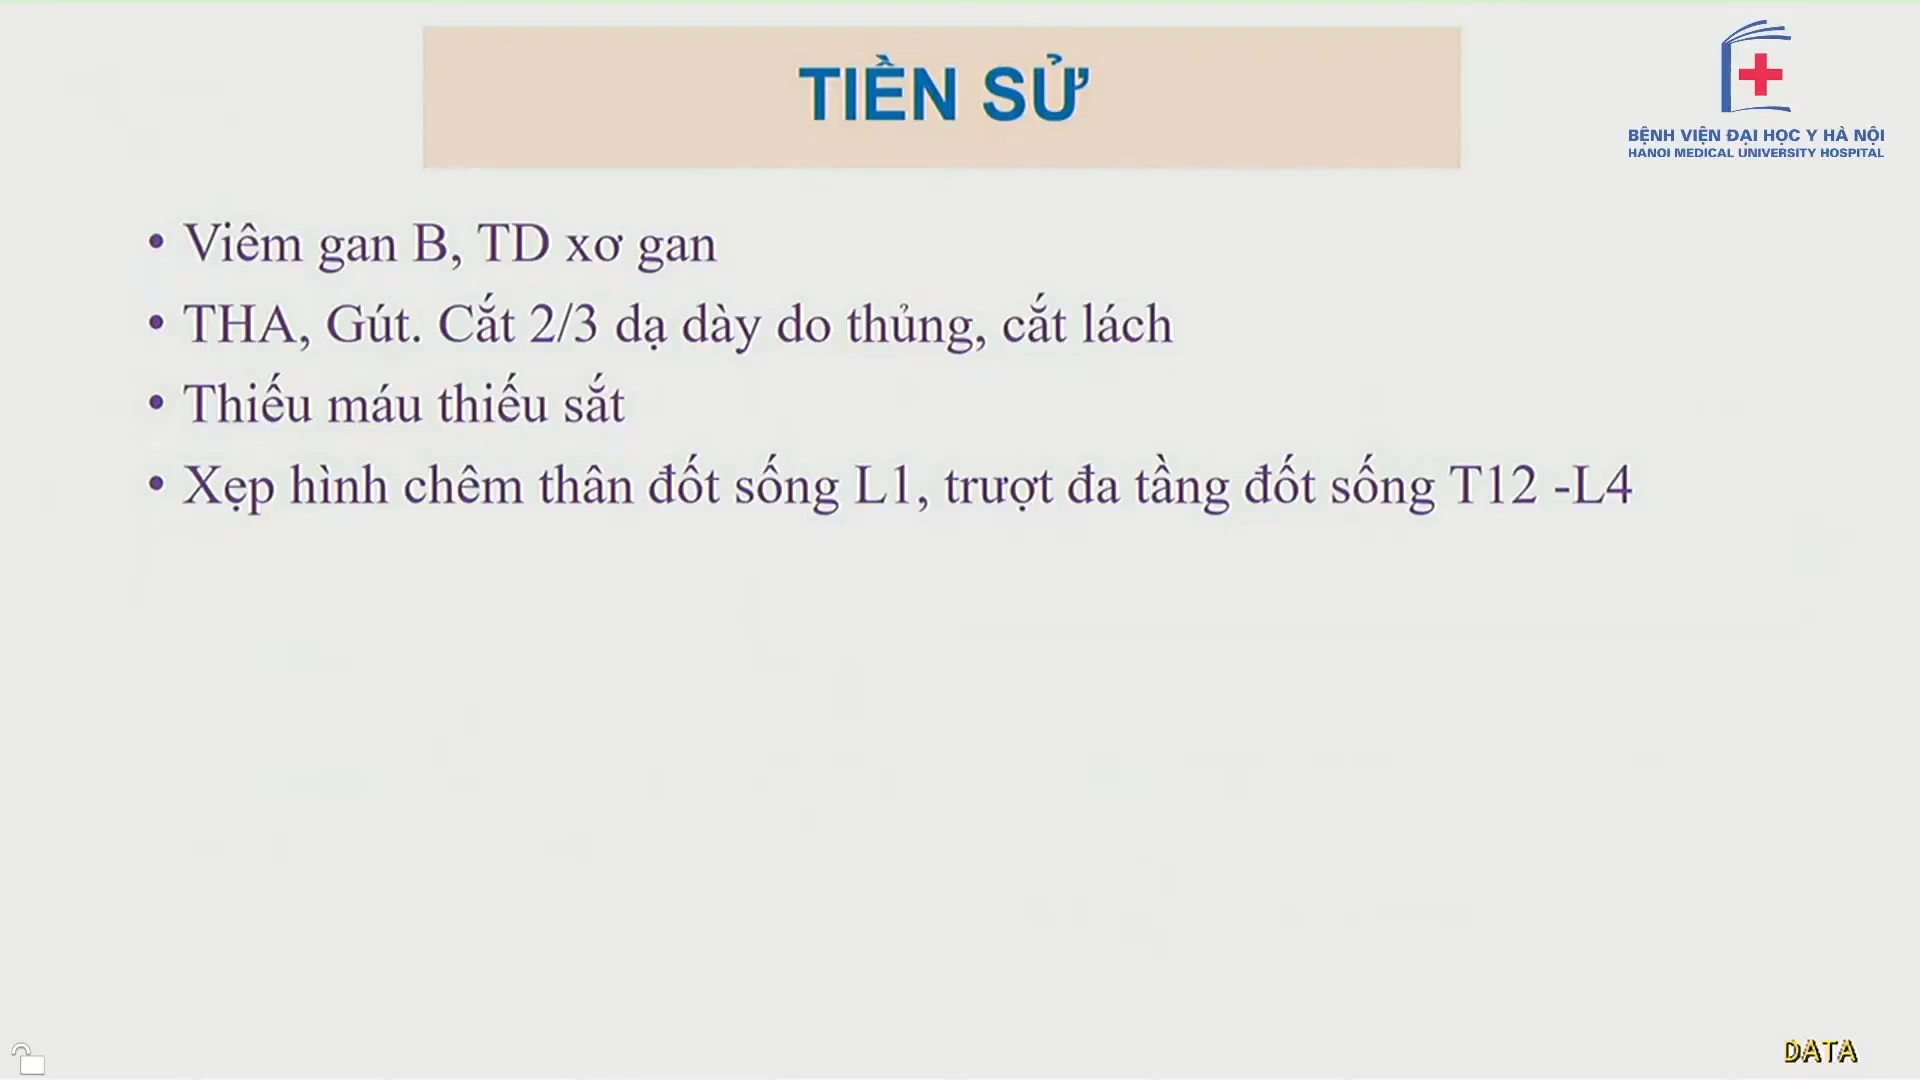 TIỀN SỬ
BỆNH VIỆN ĐẠI HỌC Y HÀ NỘI
HANOI MEDICAL UNIVERSITY HOSPITAL
• Viêm gan B, TD xơ gan
• THA, Gút. Cắt 2/3 dạ dày do thủng, cắt lách
• Thiếu máu thiếu sắt
• Xẹp hình chêm thân đốt sống L1, trượt đa tầng đốt sống T12 -L4
DATA